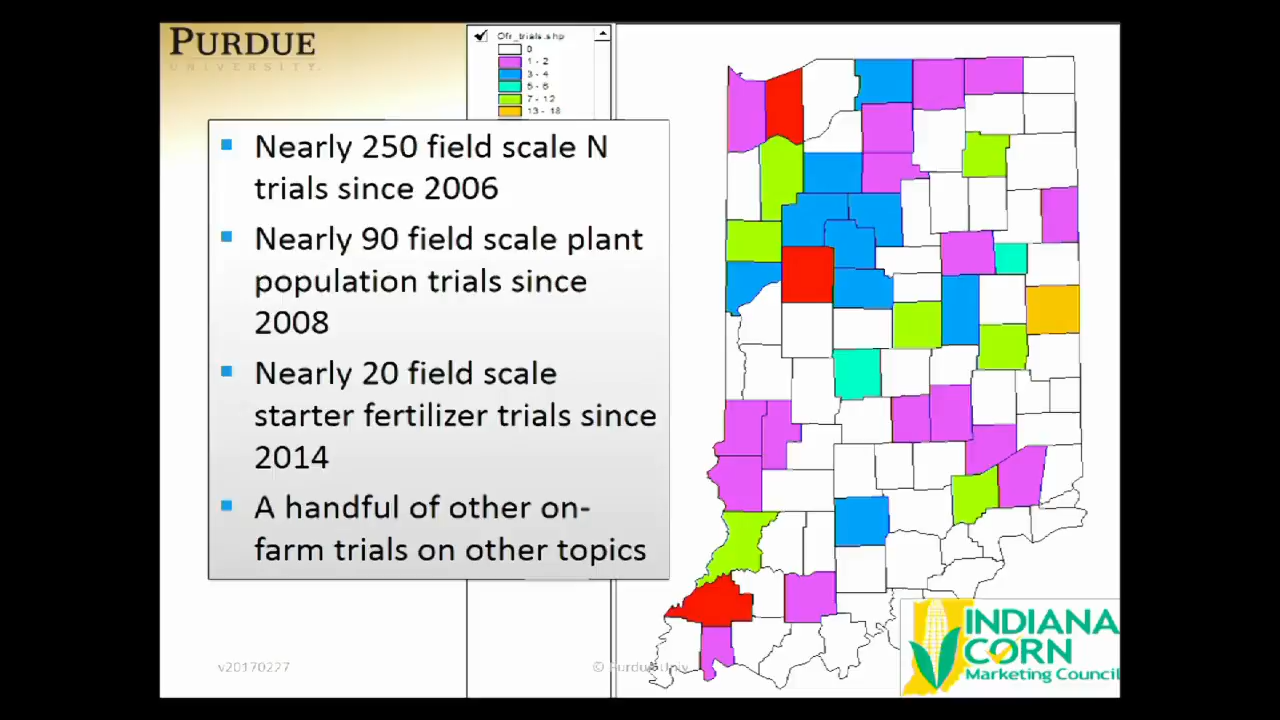 PURDUE
UNIVERSITY
Ofr_trials.shp
0
1 - 2
3 - 4
5 - 6
7 - 12
13 - 18
Nearly 250 field scale N
trials since 2006
Nearly 90 field scale plant
population trials since
2008
Nearly 20 field scale
starter fertilizer trials since
2014
A handful of other on-
farm trials on other topics
v20170227
© Purdue Univ
INDIANA
CORN
Marketing Council